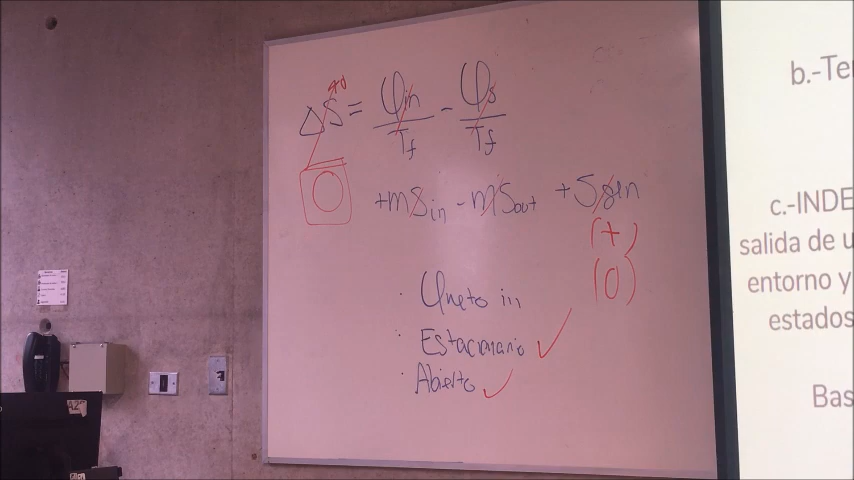 ΔS = Qin/Tf - Qs/Tf
0
+mSin - mSout + Sgen
(+)
(0)
· Qneto in
· Estacionario ✓
· Abierto ✓
b.-Te
c.-INDE
salida de u
entorno y
estados
Bas